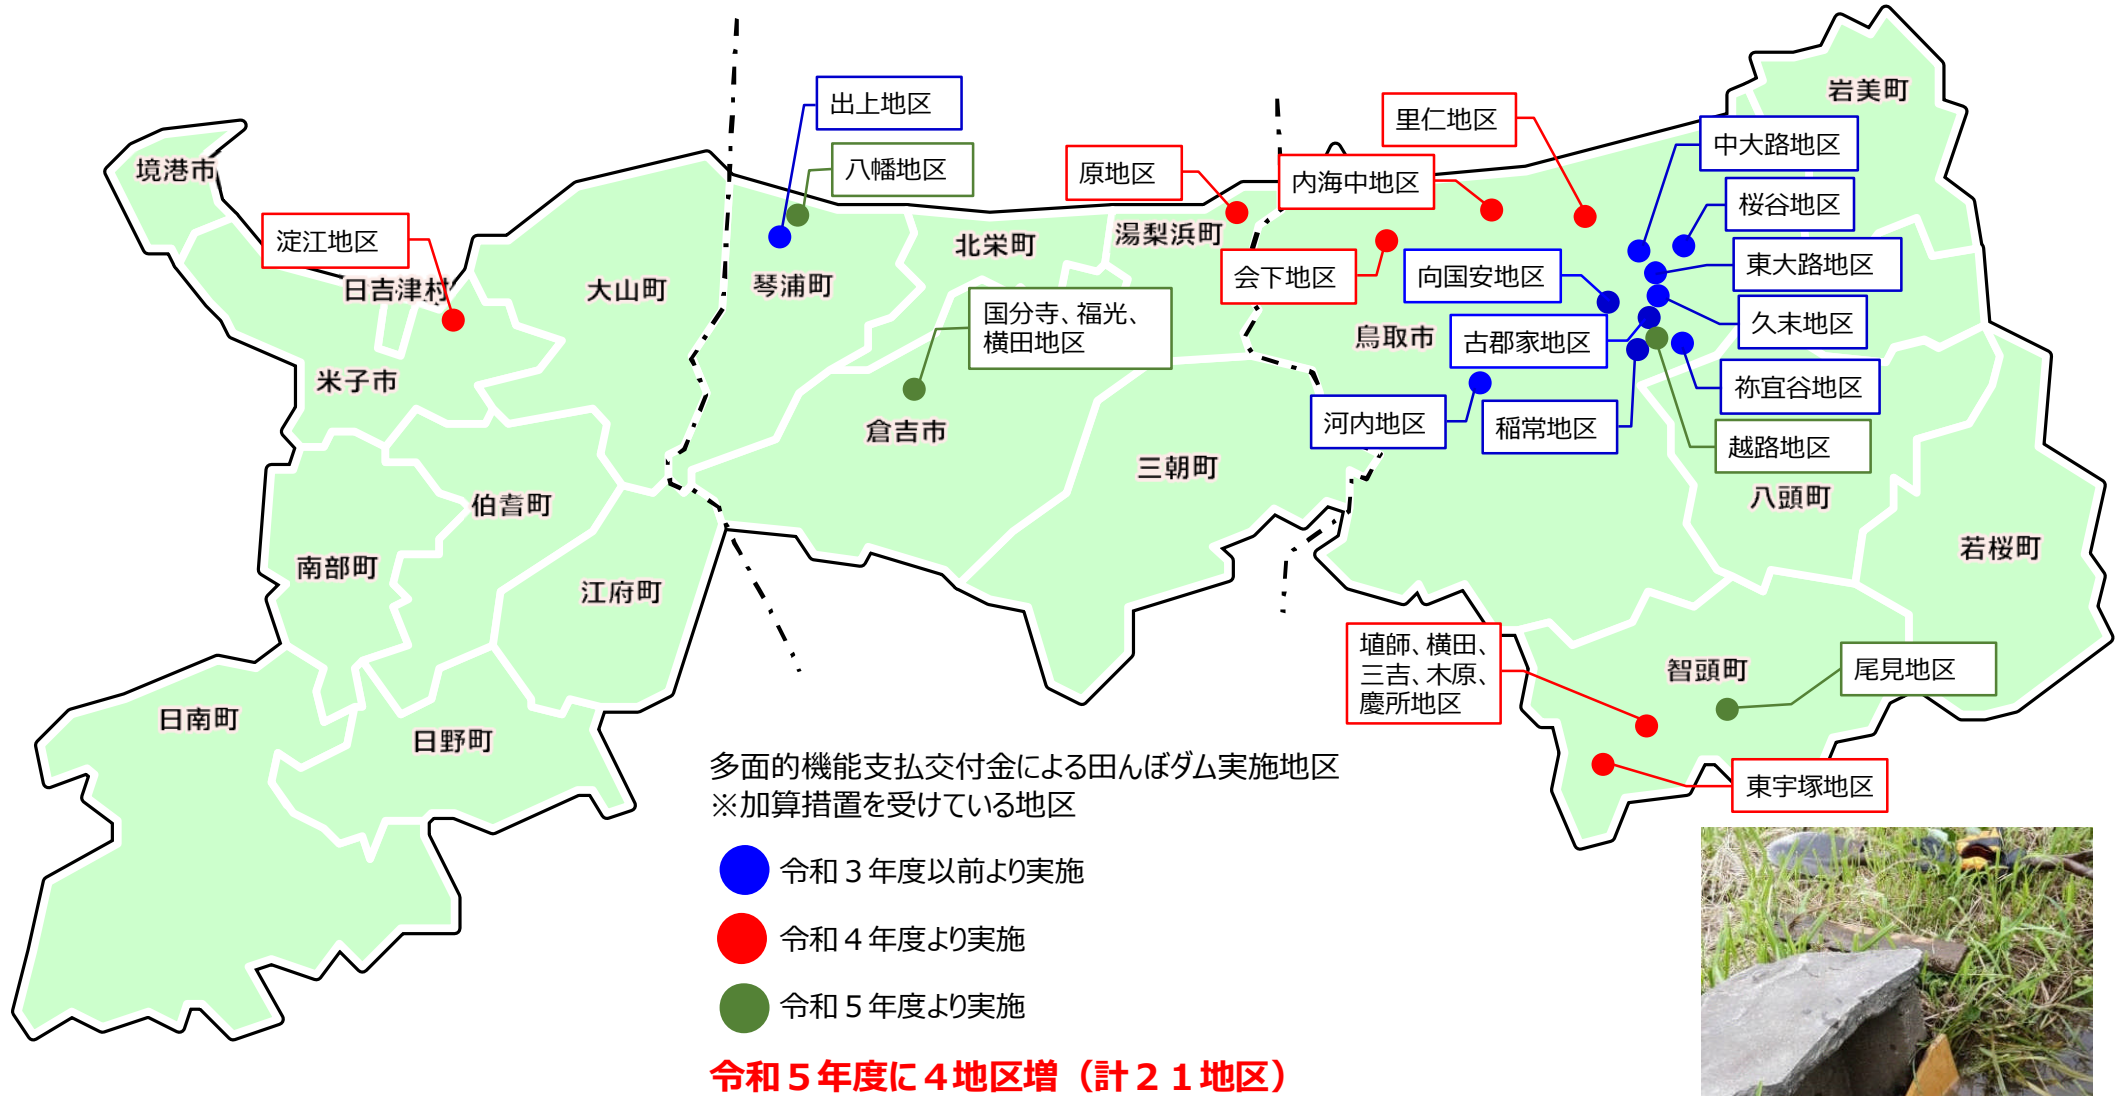 岩美町
境港市
出上地区
八幡地区
原地区
里仁地区
内海中地区
中大路地区
桜谷地区
東大路地区
久末地区
祢宜谷地区
越路地区
淀江地区
日吉津村
大山町
琴浦町
北栄町
湯梨浜町
会下地区
向国安地区
古郡家地区
鳥取市
河内地区
稲常地区
国分寺、福光、
横田地区
米子市
倉吉市
三朝町
八頭町
若桜町
伯耆町
南部町
江府町
日南町
日野町
埴師、横田、
三吉、木原、
慶所地区
智頭町
尾見地区
東宇塚地区
多面的機能支払交付金による田んぼダム実施地区
※加算措置を受けている地区
令和３年度以前より実施
令和４年度より実施
令和５年度より実施
令和５年度に４地区増（計２１地区）